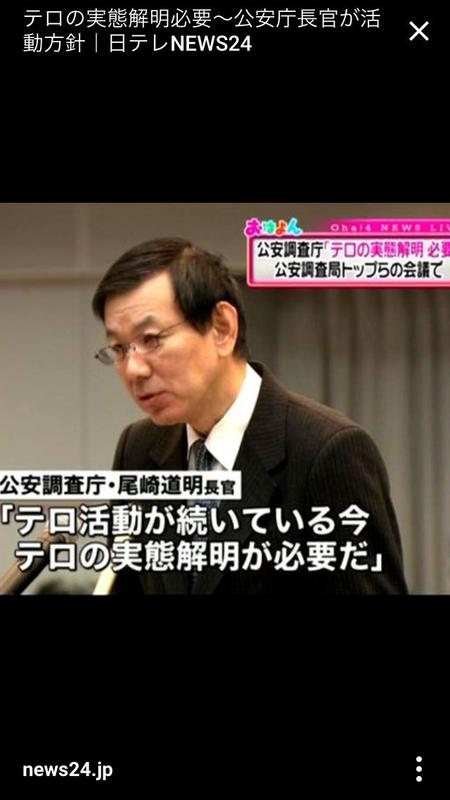 テロの実態解明必要〜公安庁長官が活
動方針｜日テレNEWS24
おはよん
Oha!4 NEWS LIV
公安調査庁「テロの実態解明 必要
公安調査局トップらの会議で
公安調査庁・尾崎道明長官
「テロ活動が続いている今
テロの実態解明が必要だ」
news24.jp